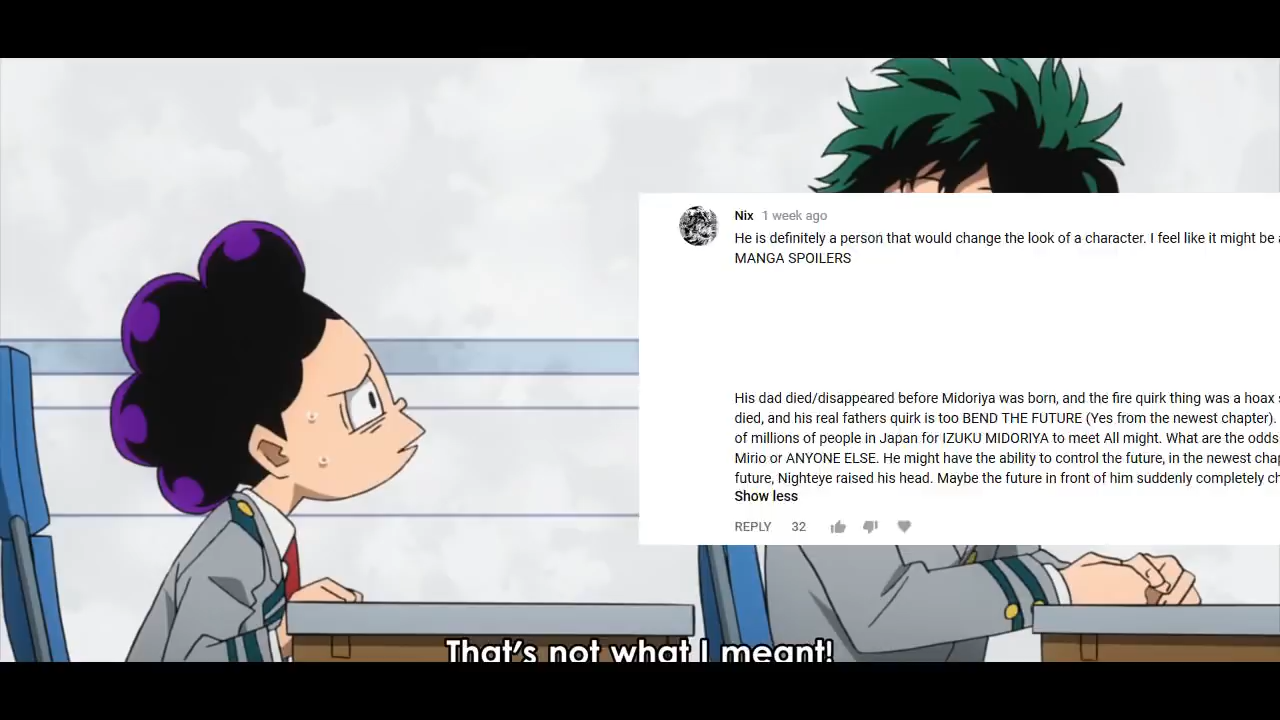 Nix 1 week ago
He is definitely a person that would change the look of a character. I feel like it might be
MANGA SPOILERS
His dad died/disappeared before Midoriya was born, and the fire quirk thing was a hoax
died, and his real fathers quirk is too BEND THE FUTURE (Yes from the newest chapter).
of millions of people in Japan for IZUKU MIDORIYA to meet All might. What are the odds
Mirio or ANYONE ELSE. He might have the ability to control the future, in the newest
future, Nighteye raised his head. Maybe the future in front of him suddenly completely
Show less
REPLY 32
That's not what I meant!